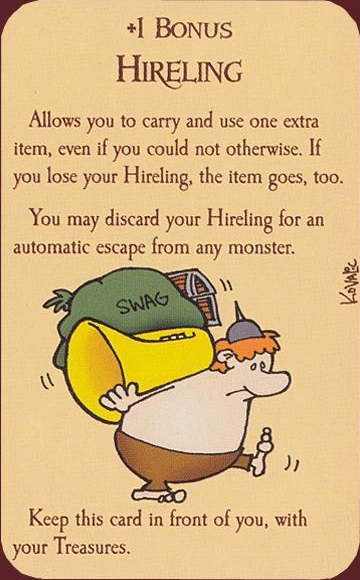 +1 Bonus
Hireling
Allows you to carry and use one extra
item, even if you could not otherwise. If
you lose your Hireling, the item goes, too.
You may discard your Hireling for an
automatic escape from any monster.
KOVALIC
SWAG
Keep this card in front of you, with
your Treasures.